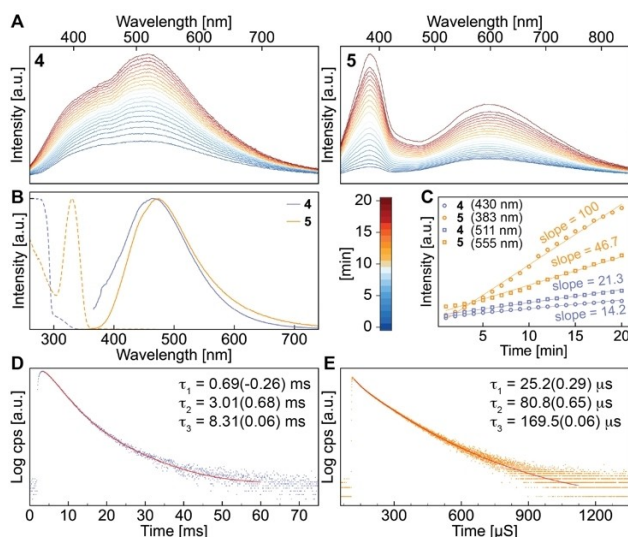 Wavelength [nm]
Wavelength [nm]
A
400 500 600 700
400 500 600 700 800
4
5
Intensity [a.u.]
Intensity [a.u.]
B
4
5
Intensity [a.u.]
300 400 500 600 700
Wavelength [nm]
20
15
10
5
0
[min]
C
4 (430 nm)
5 (383 nm)
4 (511 nm)
5 (555 nm)
slope = 100
slope = 46.7
slope = 21.3
slope = 14.2
Intensity [a.u.]
5 10 15 20
Time [min]
D
τ1 = 0.69(-0.26) ms
τ2 = 3.01(0.68) ms
τ3 = 8.31(0.06) ms
Log cps [a.u.]
0 10 20 30 40 50 60 70
Time [ms]
E
τ1 = 25.2(0.29) µs
τ2 = 80.8(0.65) µs
τ3 = 169.5(0.06) µs
Log cps [a.u.]
300 600 900 1200
Time [µS]